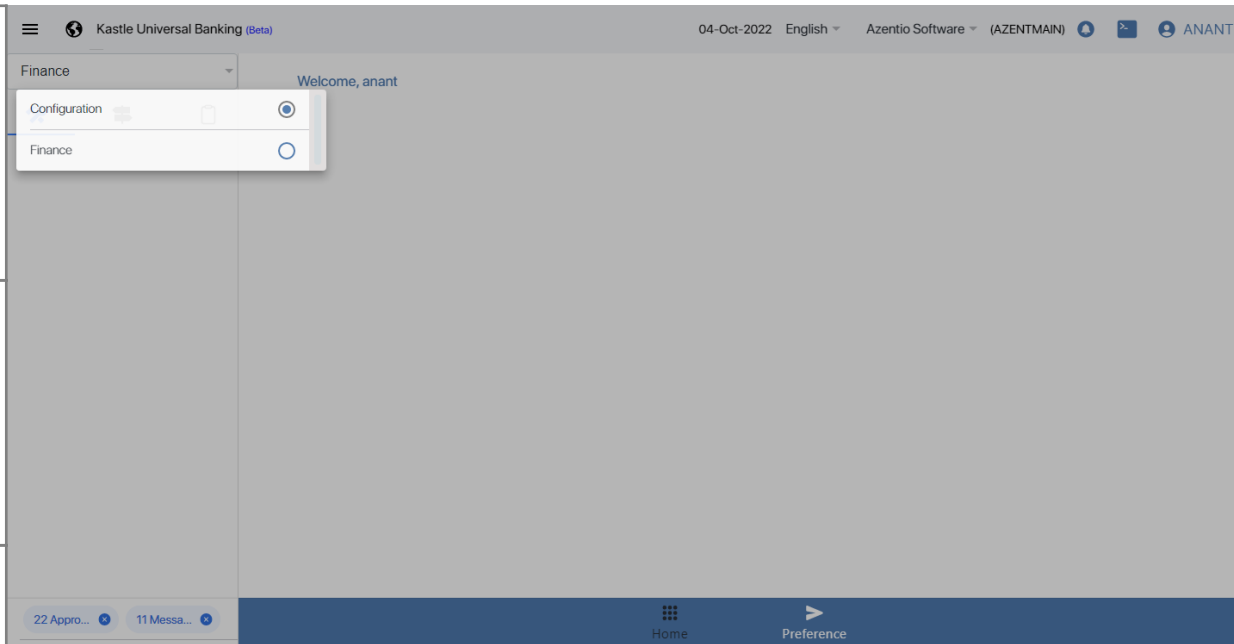 Kastle Universal Banking (Beta) 04-Oct-2022 English Azentio Software (AZENTMAIN) ANANT
Finance
Welcome, anant
Configuration
Finance
22 Appro... 11 Messa...
Home Preference